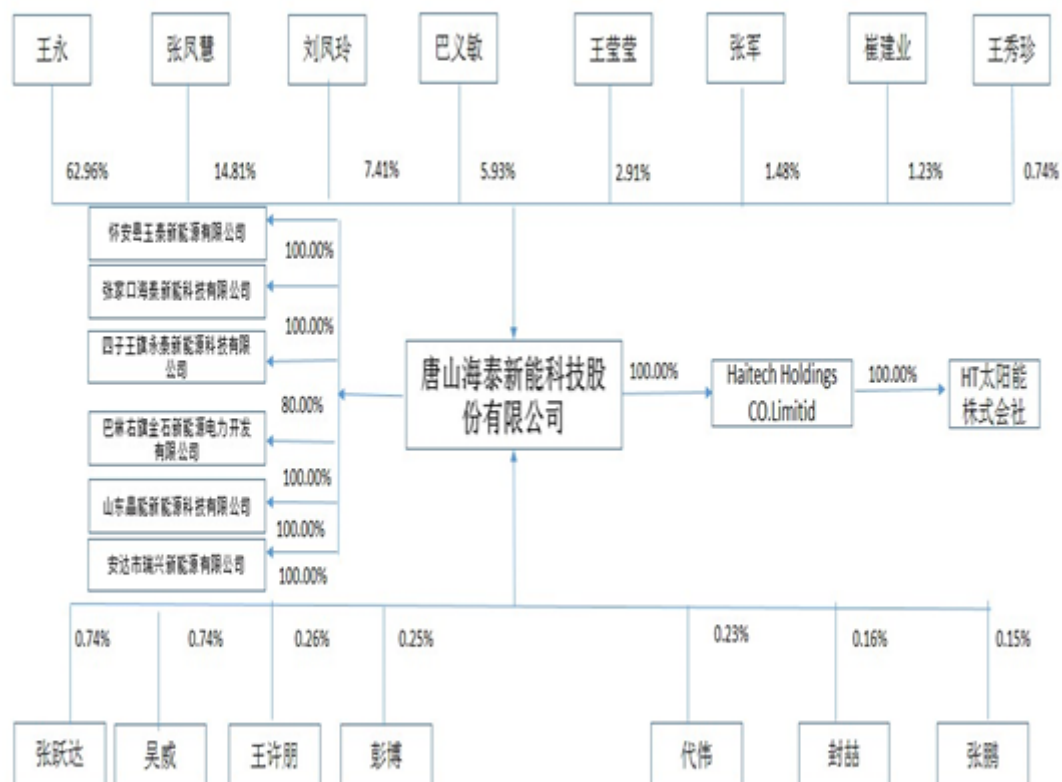 王永
张凤慧
刘凤玲
巴义敏
王莹莹
张军
崔建业
王秀珍
62.96%
14.81%
7.41%
5.93%
2.91%
1.48%
1.23%
0.74%
怀安县玉泰新能源有限公司
100.00%
张家口海泰新能科技有限公司
100.00%
四子王旗永泰新能源科技有限
公司
80.00%
巴林右旗金石新能源电力开发
有限公司
100.00%
山东晶能新能源科技有限公司
100.00%
安达市瑞兴新能源有限公司
100.00%
唐山海泰新能科技股
份有限公司
100.00%
Haitech Holdings
CO.Limitid
100.00%
HT太阳能
株式会社
0.74%
0.74%
0.26%
0.25%
0.23%
0.16%
0.15%
张跃达
吴威
王许朋
彭博
代伟
封喆
张鹏